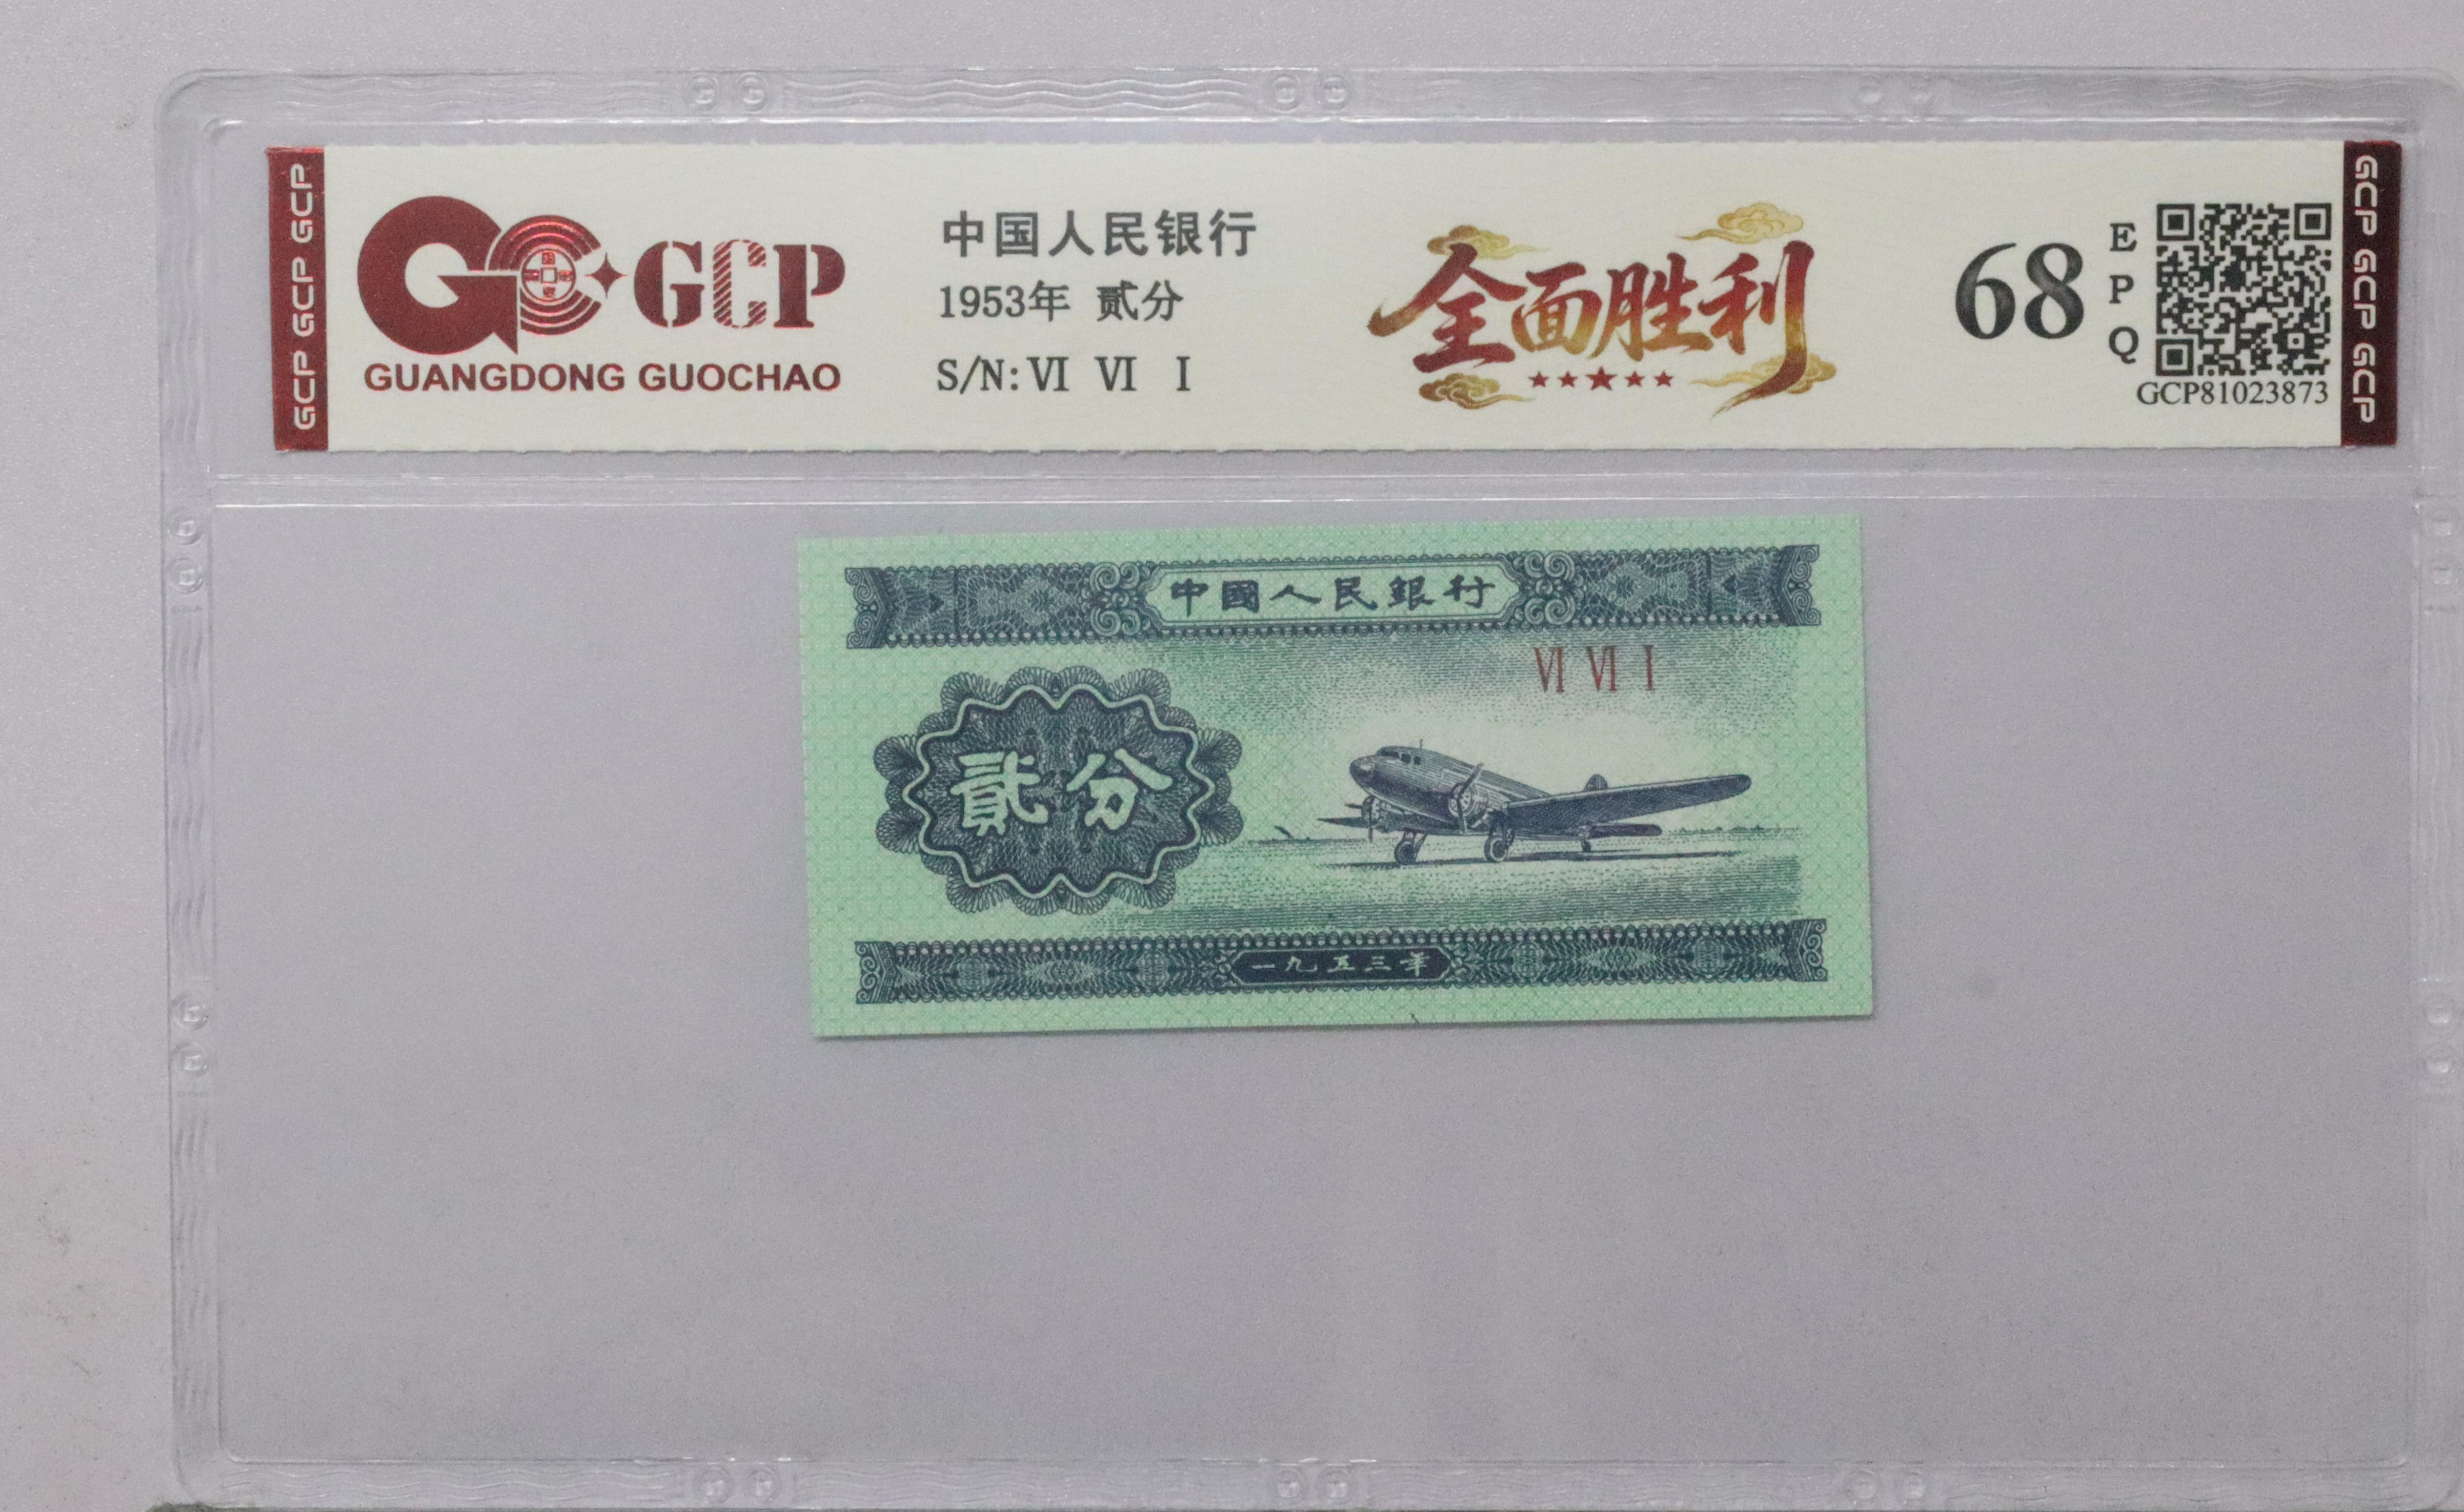 GCP GCP GCP
GCP
GUANGDONG GUOCHAO
中国人民银行
1953年 贰分
S/N: VI VI I
全面胜利
68
E
P
Q
GCP81023873
GCP GCP GCP
中國人民銀行
VI VI I
貳分
一九五三年